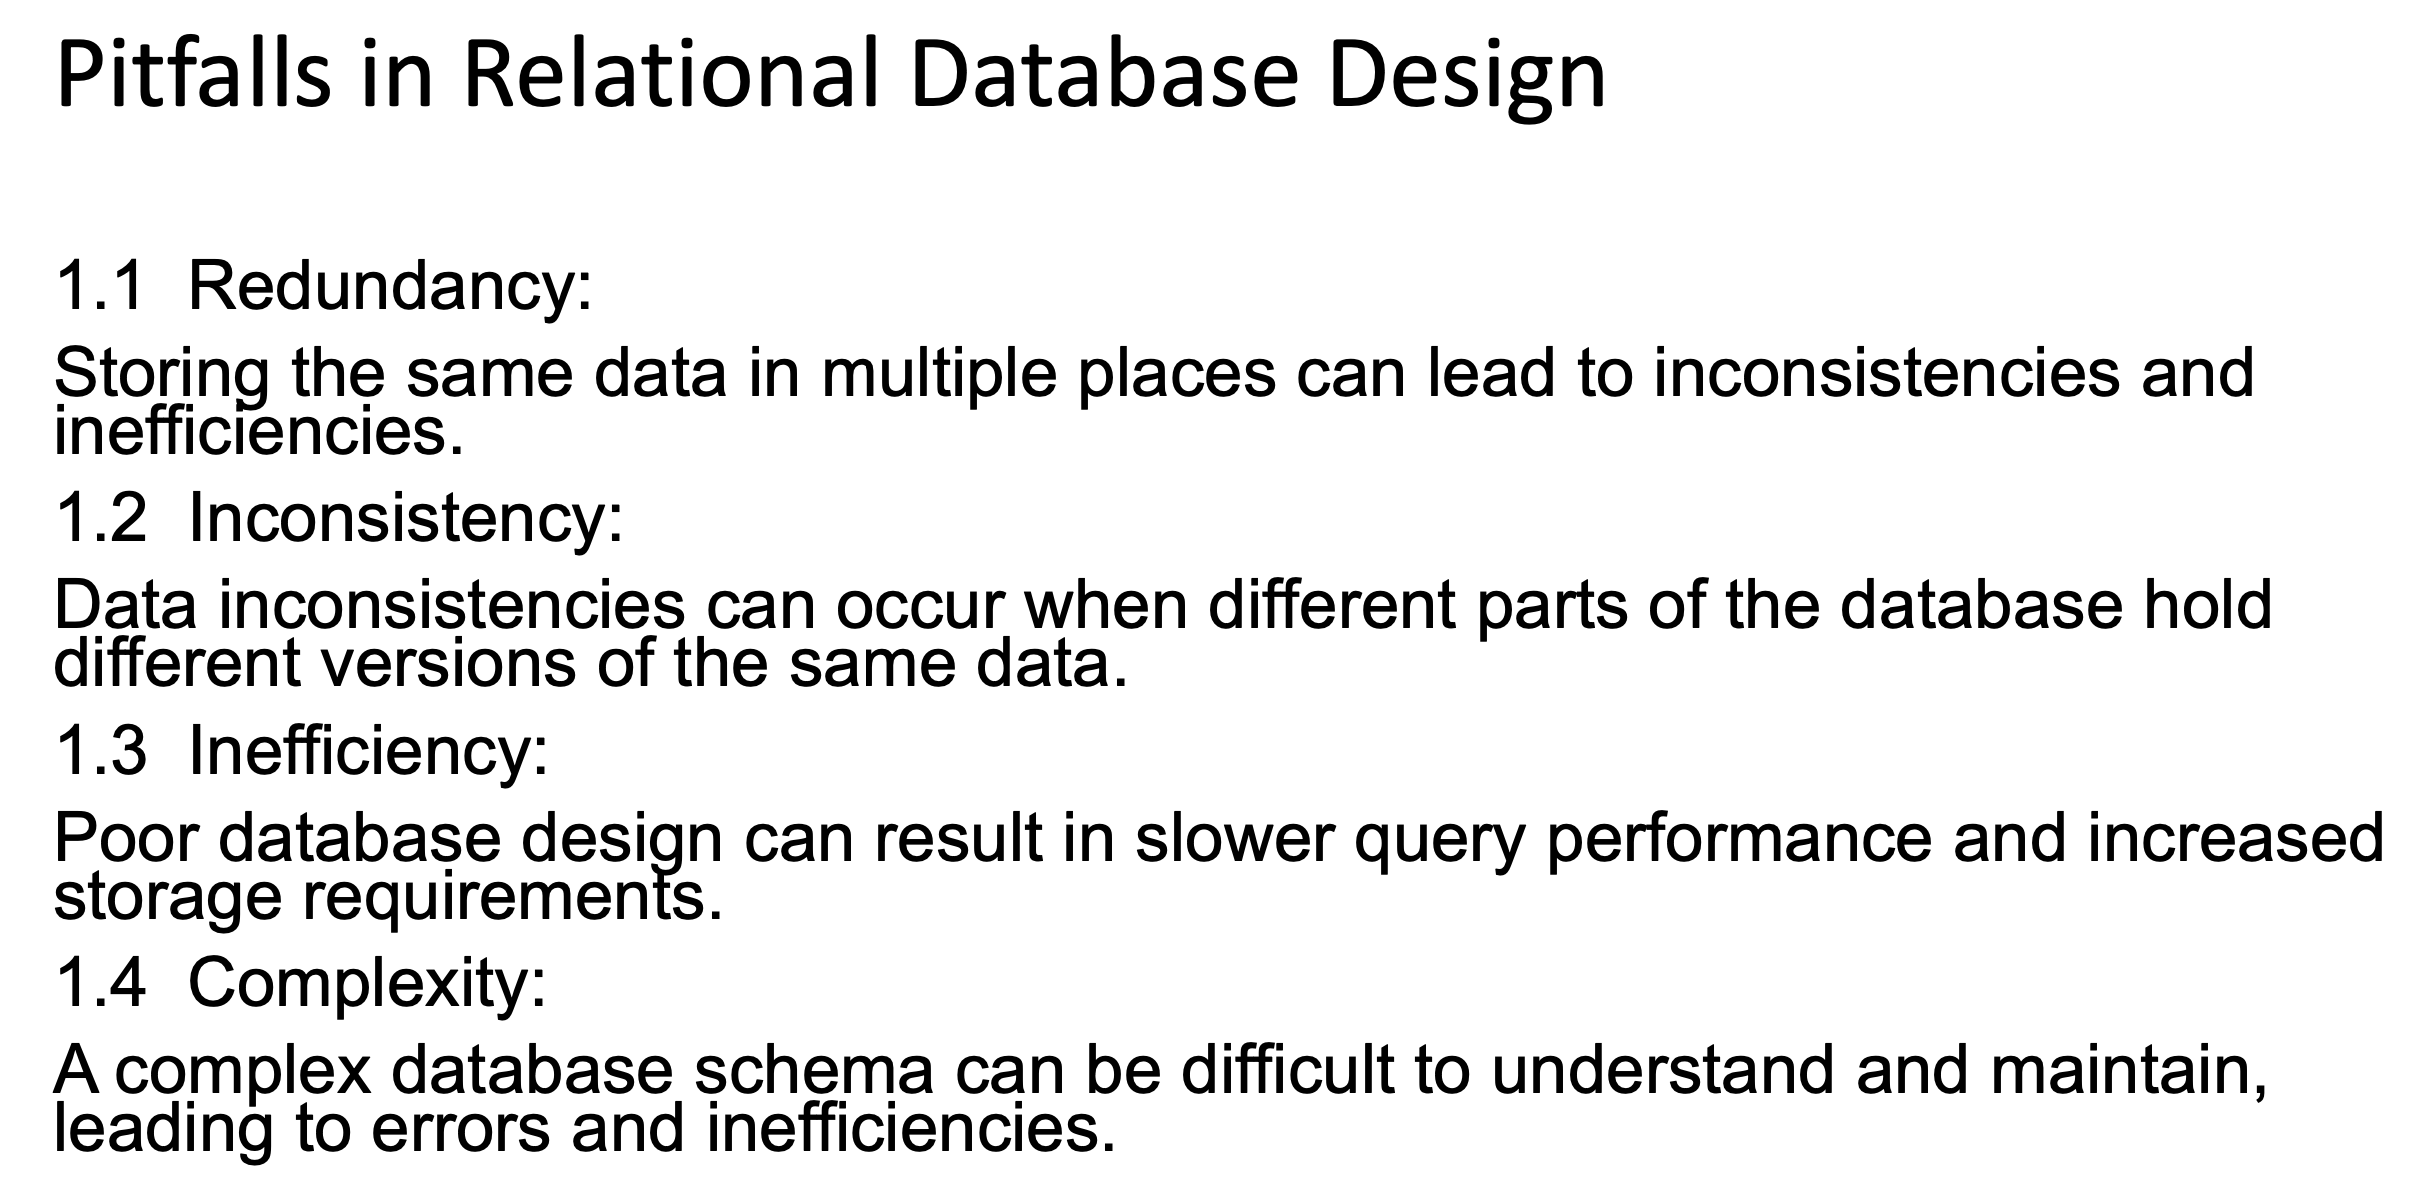 Pitfalls in Relational Database Design
1.1 Redundancy:
Storing the same data in multiple places can lead to inconsistencies and
inefficiencies.
1.2 Inconsistency:
Data inconsistencies can occur when different parts of the database hold
different versions of the same data.
1.3 Inefficiency:
Poor database design can result in slower query performance and increased
storage requirements.
1.4 Complexity:
A complex database schema can be difficult to understand and maintain,
leading to errors and inefficiencies.